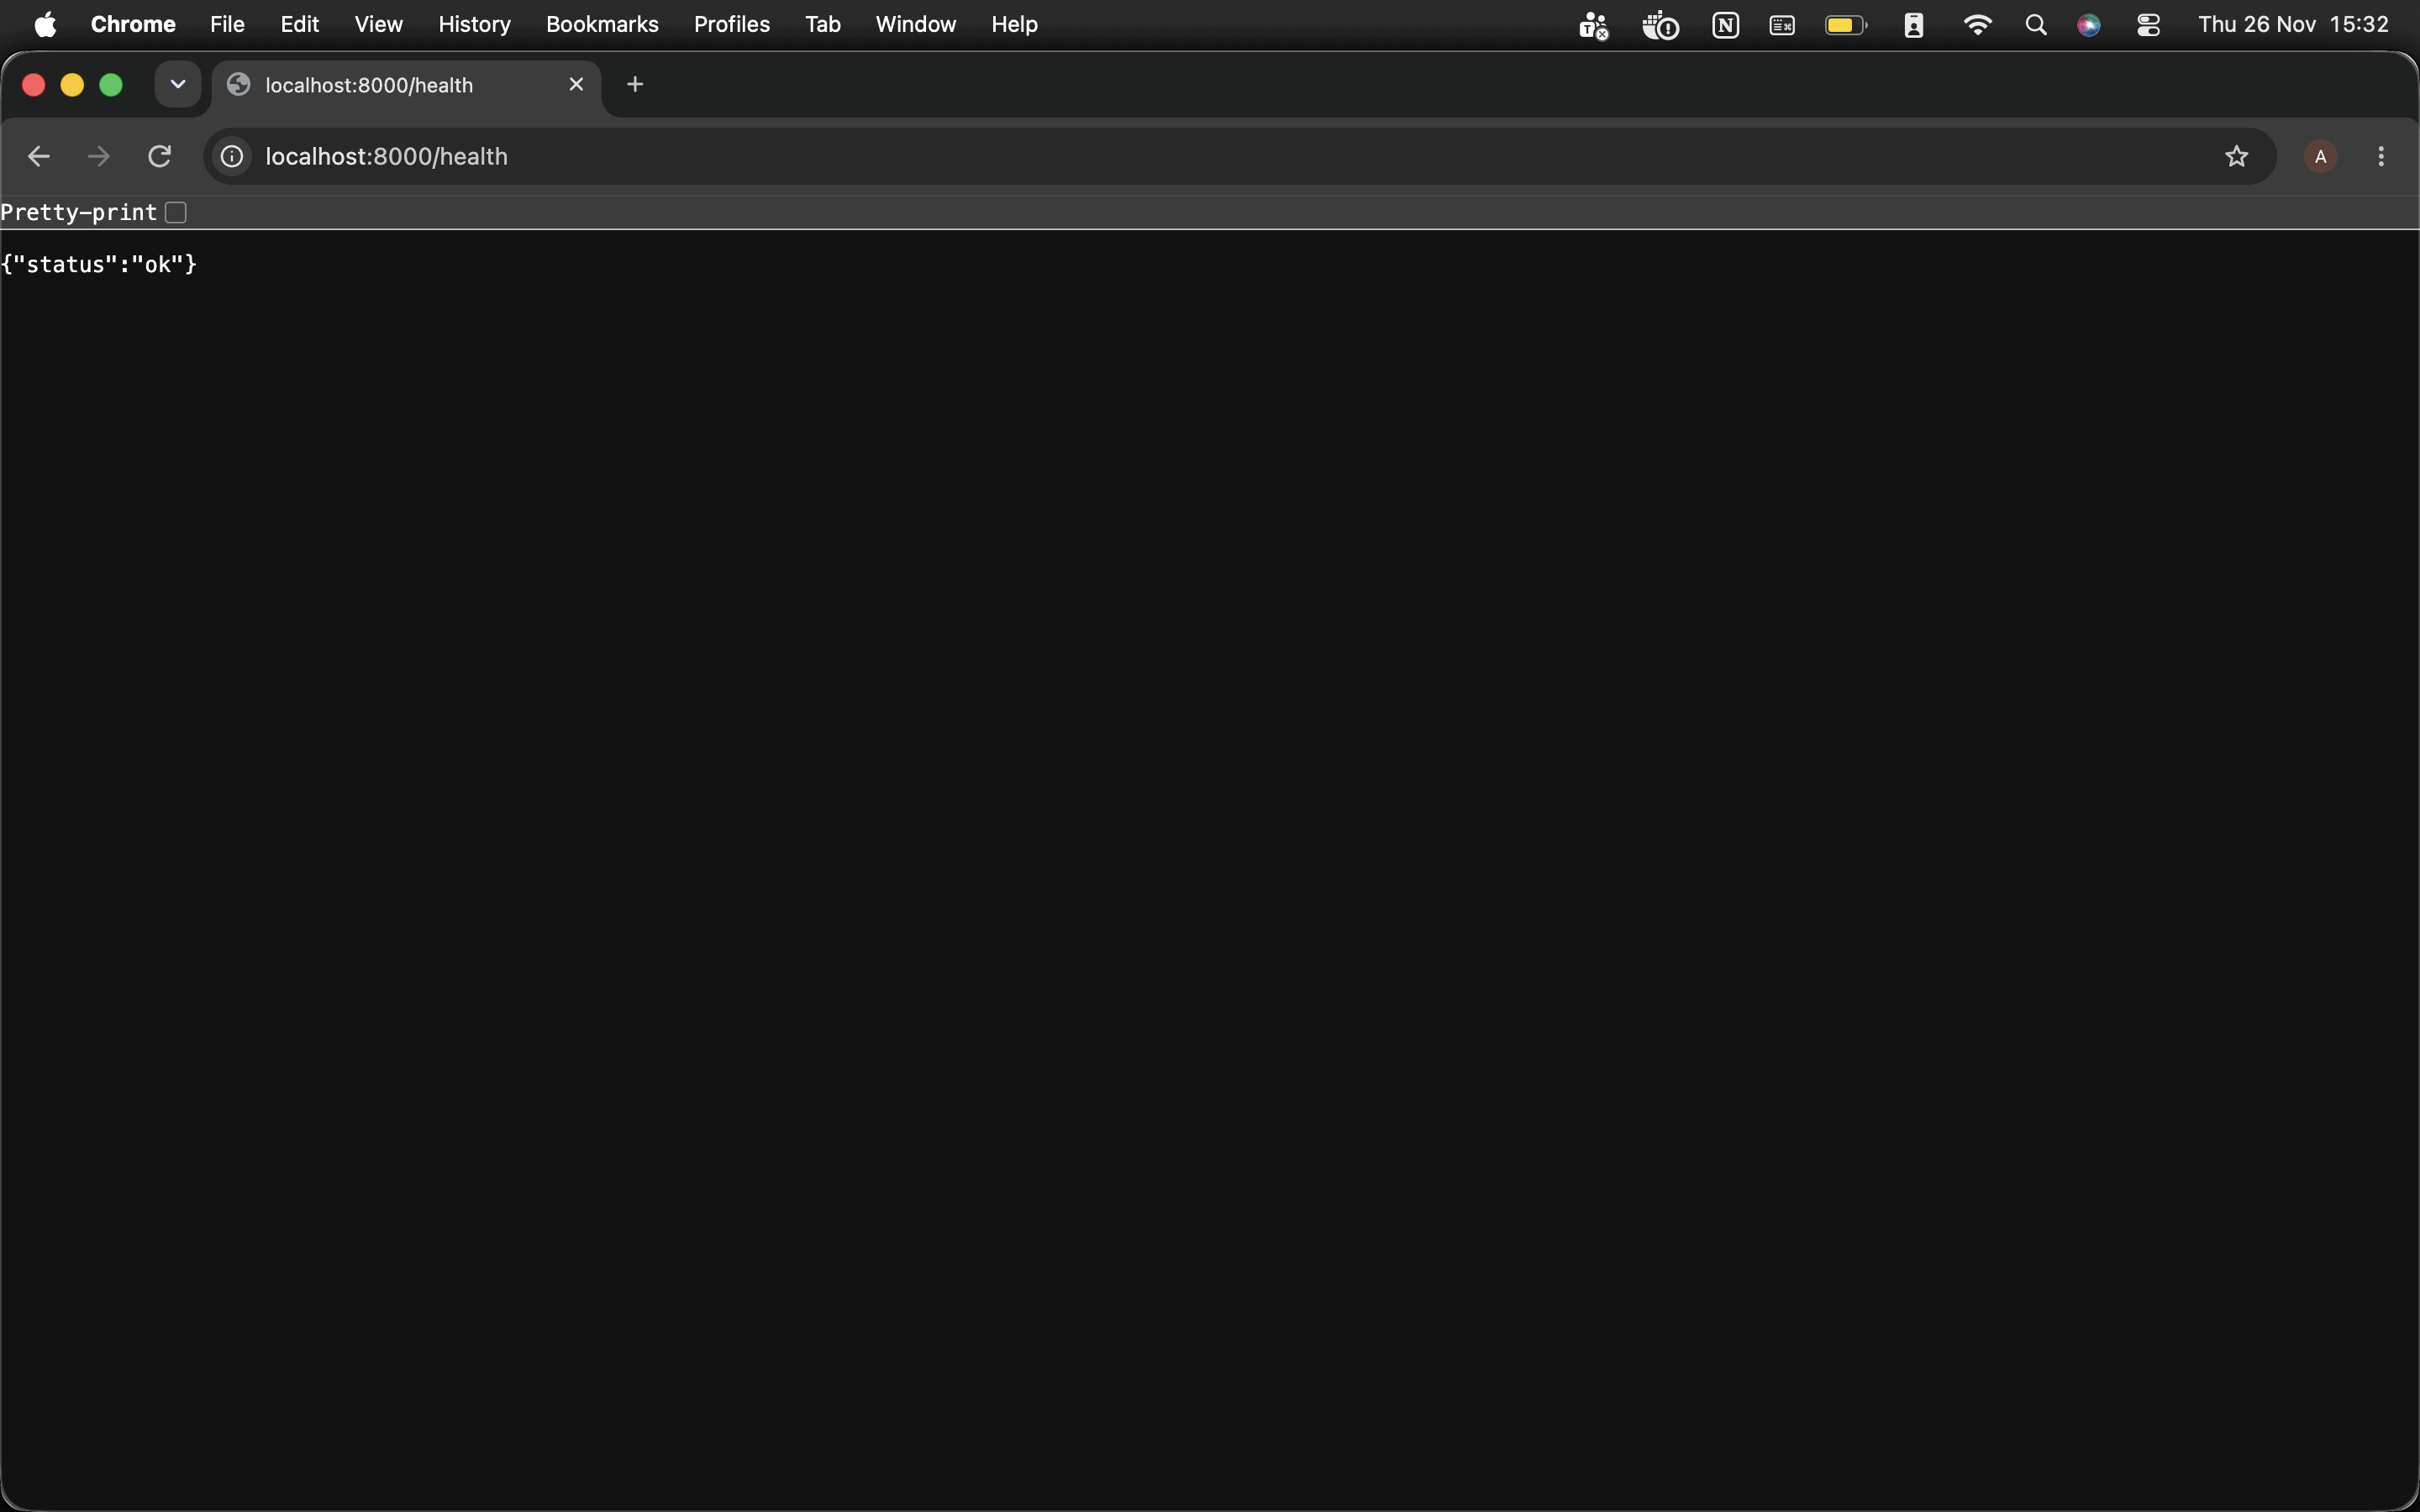 Chrome File Edit View History Bookmarks Profiles Tab Window Help Thu 26 Nov 15:32
localhost:8000/health
localhost:8000/health A
Pretty-print
{"status":"ok"}